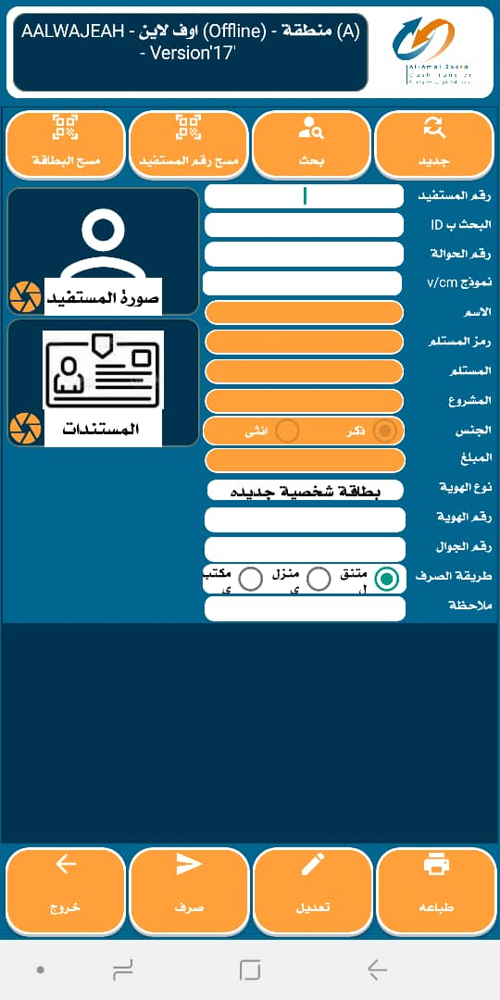 AALWAJEAH - اوف لاين (Offline) - منطقة (A)
- Version'17'
Al-Amal Social
Cash Transfer
جديد
بحث
مسح رقم المستفيد
مسح البطاقة
رقم المستفيد
البحث ب ID
رقم الحوالة
نموذج v/cm
الاسم
رمز المستلم
المستلم
المشروع
الجنس
ذكر
انثى
المبلغ
نوع الهوية
بطاقة شخصية جديده
رقم الهوية
رقم الجوال
طريقة الصرف
متنق
ل
منزل
ي
مكتب
ي
ملاحظة
صورة المستفيد
المستندات
طباعه
تعديل
صرف
خروج